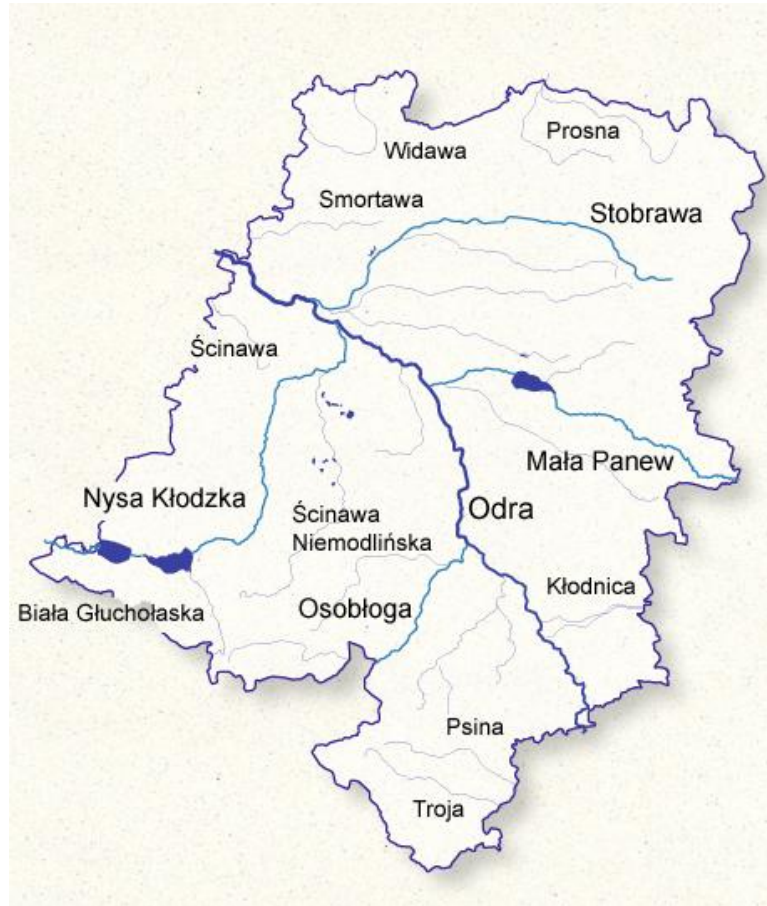 Prosna
Widawa
Smortawa
Stobrawa
Ścinawa
Mała Panew
Nysa Kłodzka
Odra
Ścinawa
Niemodlińska
Kłodnica
Osobłoga
Biała Głuchołaska
Psina
Troja